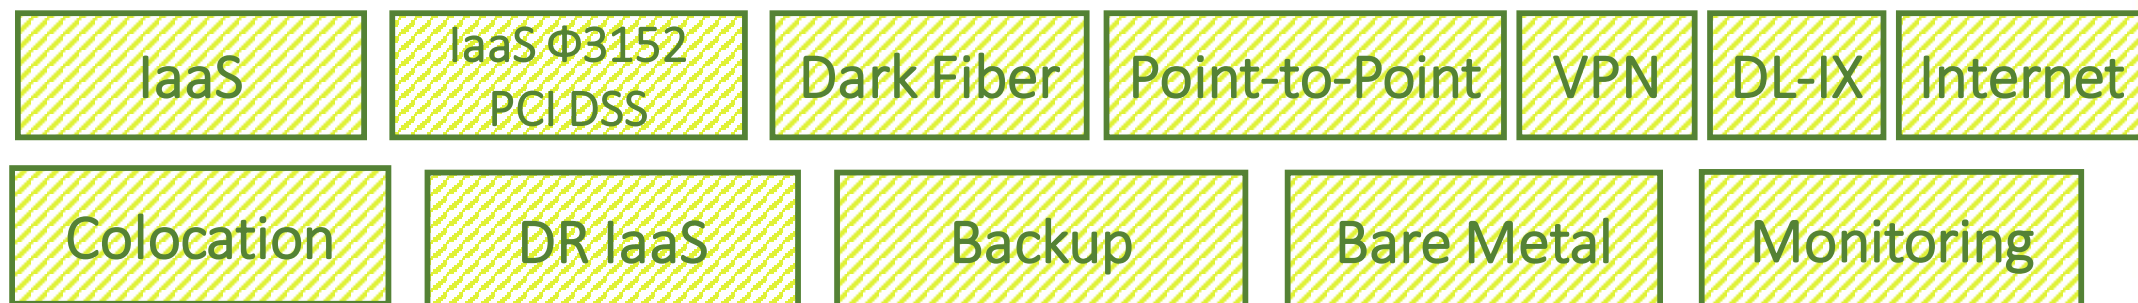 IaaS
IaaS Ф3152
PCI DSS
Dark Fiber
Point-to-Point
VPN
DL-IX
Internet
Colocation
DR IaaS
Backup
Bare Metal
Monitoring